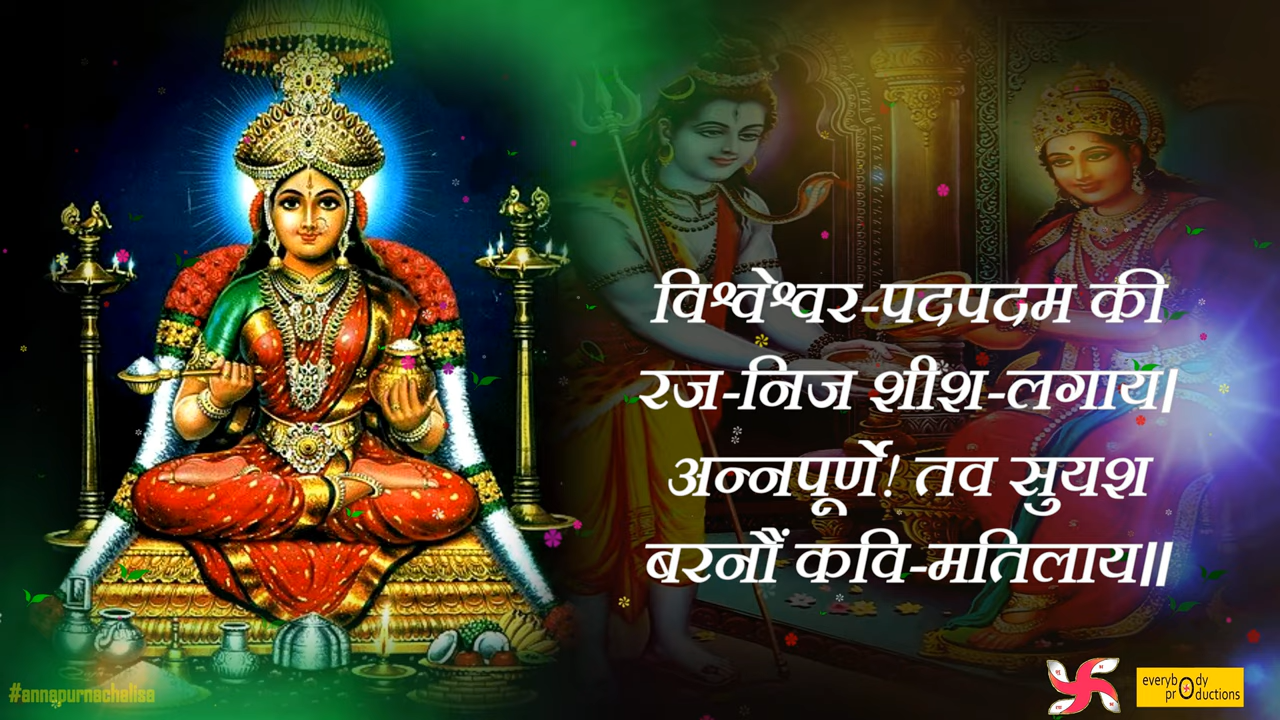 विश्वेश्वर-पदपदम की
रज-निज शीश-लगाय।
अन्नपूर्णे! तव सुयश
बरनौं कवि-मतिलाय॥
#annapurnachalisa
everybody
productions